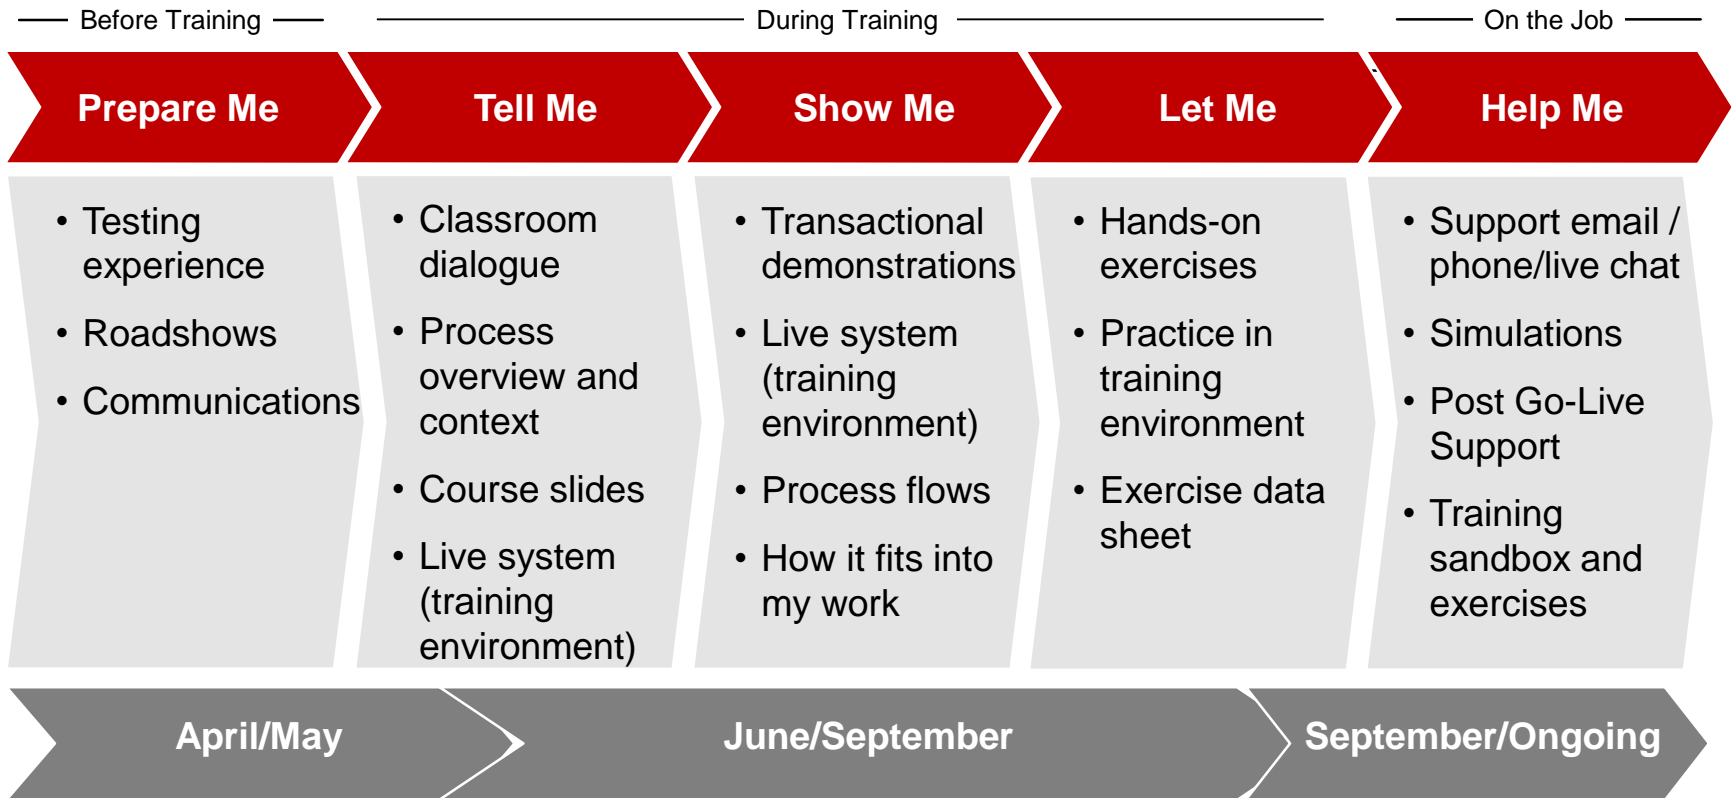 Before Training
During Training
On the Job
Prepare Me
Tell Me
Show Me
Let Me
Help Me
• Testing
experience
• Roadshows
• Communications
• Classroom
dialogue
• Process
overview and
context
• Course slides
• Live system
(training
environment)
• Transactional
demonstrations
• Live system
(training
environment)
• Process flows
• How it fits into
my work
• Hands-on
exercises
• Practice in
training
environment
• Exercise data
sheet
• Support email /
phone/live chat
• Simulations
• Post Go-Live
Support
• Training
sandbox and
exercises
April/May
June/September
September/Ongoing